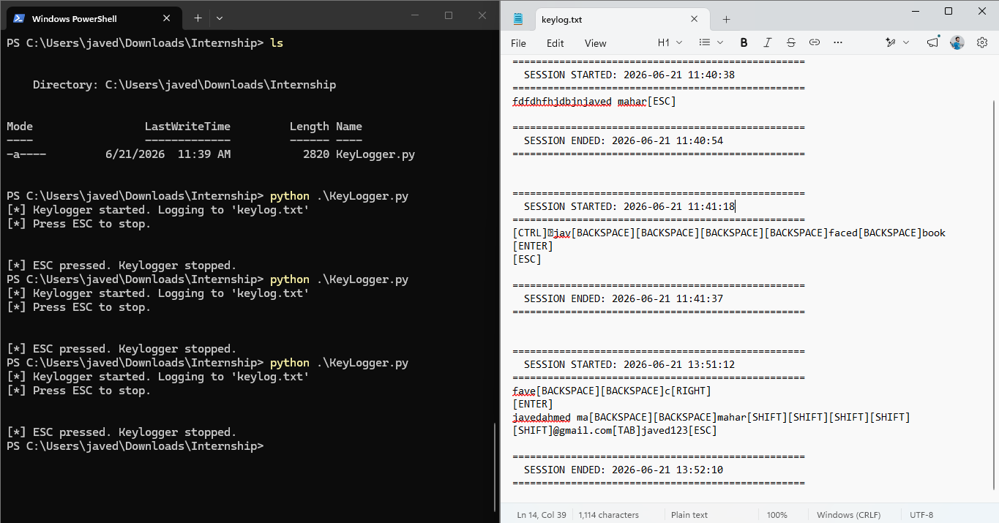 Windows PowerShell
PS C:\Users\javed\Downloads\Internship> ls
Directory: C:\Users\javed\Downloads\Internship
Mode LastWriteTime Length Name
---- ------------- ------ ----
-a---- 6/21/2026 11:39 AM 2820 KeyLogger.py
PS C:\Users\javed\Downloads\Internship> python .\KeyLogger.py
[*] Keylogger started. Logging to 'keylog.txt'
[*] Press ESC to stop.
[*] ESC pressed. Keylogger stopped.
PS C:\Users\javed\Downloads\Internship> python .\KeyLogger.py
[*] Keylogger started. Logging to 'keylog.txt'
[*] Press ESC to stop.
[*] ESC pressed. Keylogger stopped.
PS C:\Users\javed\Downloads\Internship> python .\KeyLogger.py
[*] Keylogger started. Logging to 'keylog.txt'
[*] Press ESC to stop.
[*] ESC pressed. Keylogger stopped.
PS C:\Users\javed\Downloads\Internship>
keylog.txt
File Edit View H1 B I S
==================================================
SESSION STARTED: 2026-06-21 11:40:38
==================================================
fdfdhfhjdbjnjaved mahar[ESC]
==================================================
SESSION ENDED: 2026-06-21 11:40:54
==================================================
==================================================
SESSION STARTED: 2026-06-21 11:41:18
==================================================
[CTRL]jav[BACKSPACE][BACKSPACE][BACKSPACE][BACKSPACE]faced[BACKSPACE]book
[ENTER]
[ESC]
==================================================
SESSION ENDED: 2026-06-21 11:41:37
==================================================
==================================================
SESSION STARTED: 2026-06-21 13:51:12
==================================================
fave[BACKSPACE][BACKSPACE]c[RIGHT]
[ENTER]
javedahmed ma[BACKSPACE][BACKSPACE]mahar[SHIFT][SHIFT][SHIFT][SHIFT]
[SHIFT]@gmail.com[TAB]javed123[ESC]
==================================================
SESSION ENDED: 2026-06-21 13:52:10
==================================================
Ln 14, Col 39 1,114 characters Plain text 100% Windows (CRLF) UTF-8